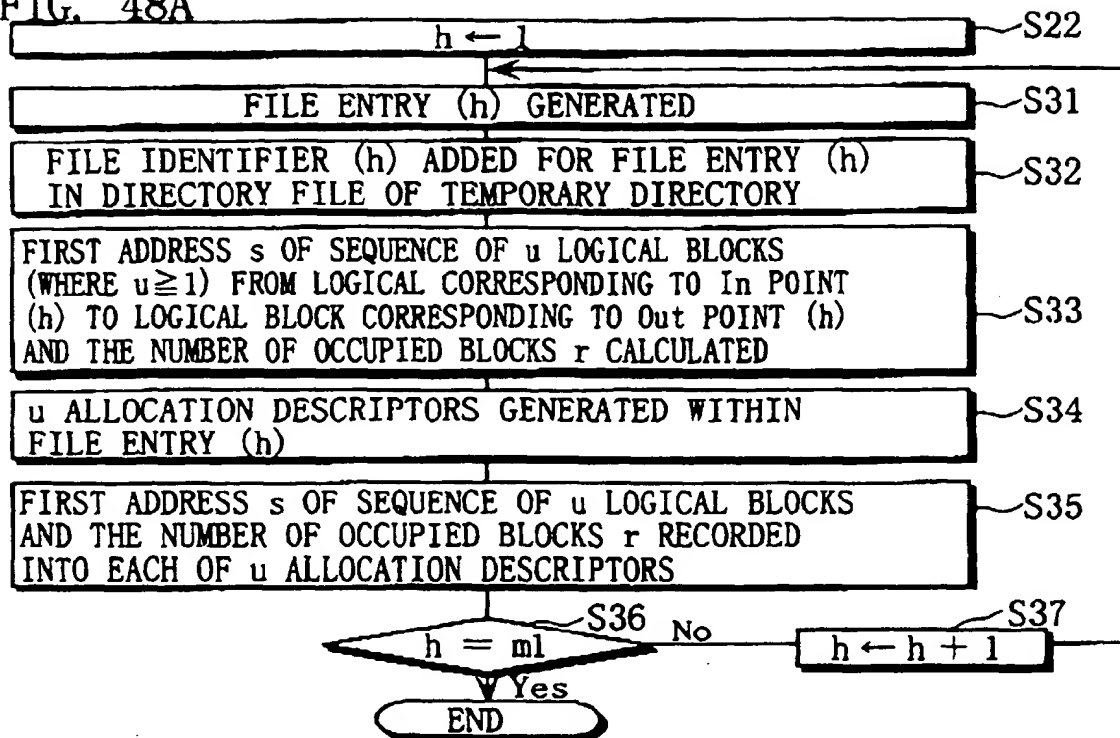 FIG. 48A
h ← 1
S22
FILE ENTRY (h) GENERATED
S31
FILE IDENTIFIER (h) ADDED FOR FILE ENTRY (h)
IN DIRECTORY FILE OF TEMPORARY DIRECTORY
S32
FIRST ADDRESS s OF SEQUENCE OF u LOGICAL BLOCKS
(WHERE u≧1) FROM LOGICAL CORRESPONDING TO In POINT
(h) TO LOGICAL BLOCK CORRESPONDING TO Out POINT (h)
AND THE NUMBER OF OCCUPIED BLOCKS r CALCULATED
S33
u ALLOCATION DESCRIPTORS GENERATED WITHIN
FILE ENTRY (h)
S34
FIRST ADDRESS s OF SEQUENCE OF u LOGICAL BLOCKS
AND THE NUMBER OF OCCUPIED BLOCKS r RECORDED
INTO EACH OF u ALLOCATION DESCRIPTORS
S35
S36
h = m1
No
S37
h ← h + 1
Yes
END